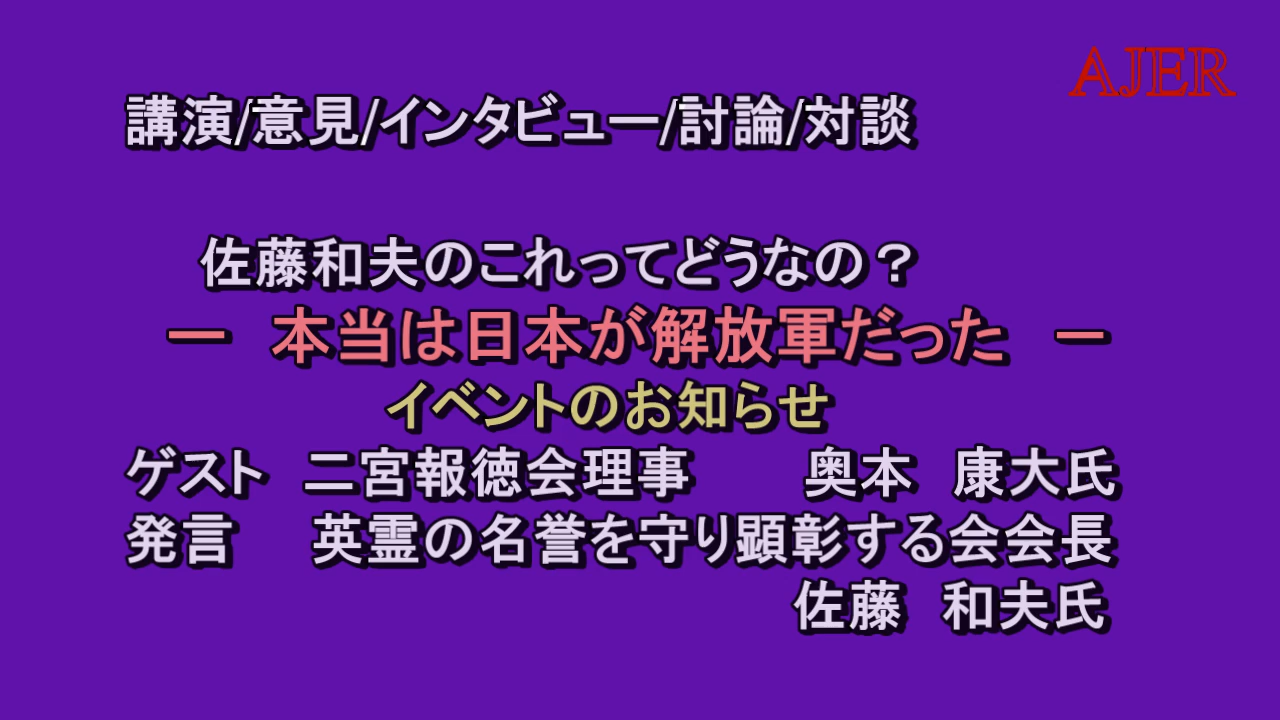 AJER
講演/意見/インタビュー/討論/対談
佐藤和夫のこれってどうなの？
－　本当は日本が解放軍だった　－
イベントのお知らせ
ゲスト　二宮報徳会理事　　奥本　康大氏
発言　英霊の名誉を守り顕彰する会会長
佐藤　和夫氏